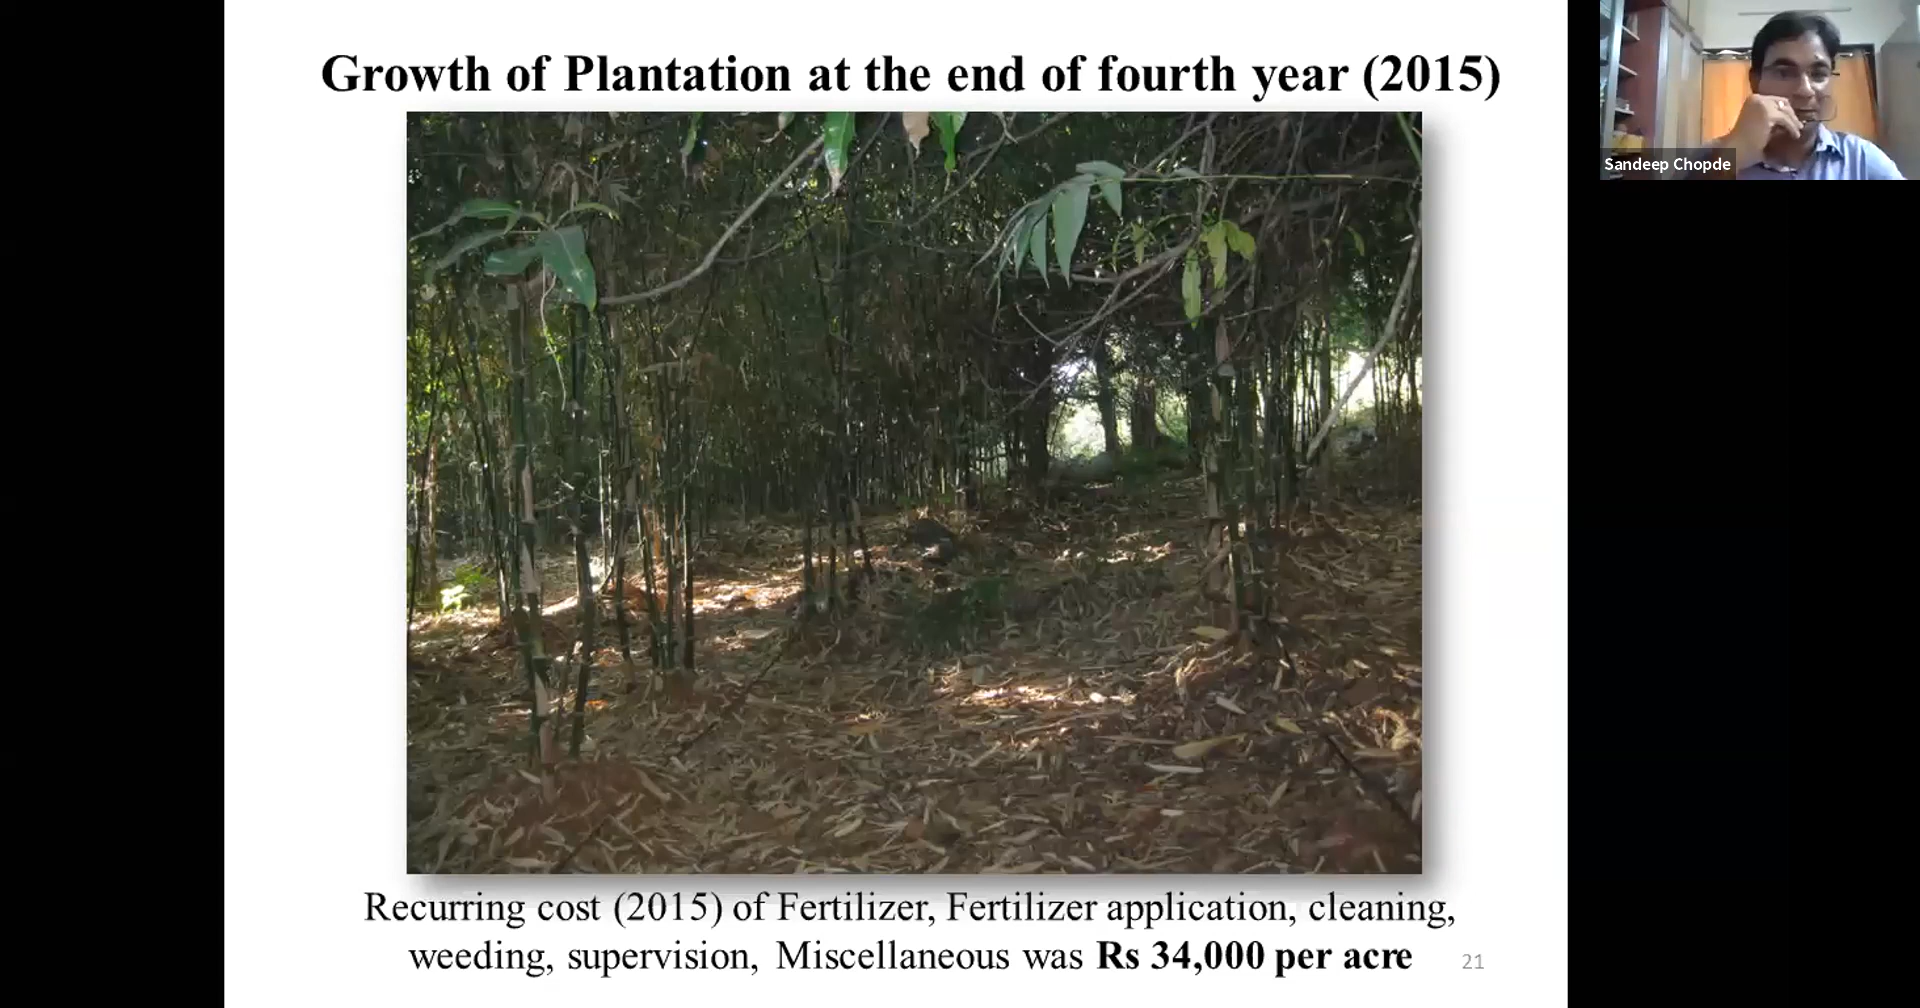 Growth of Plantation at the end of fourth year (2015)
Sandeep Chopde
Recurring cost (2015) of Fertilizer, Fertilizer application, cleaning,
weeding, supervision, Miscellaneous was Rs 34,000 per acre
21